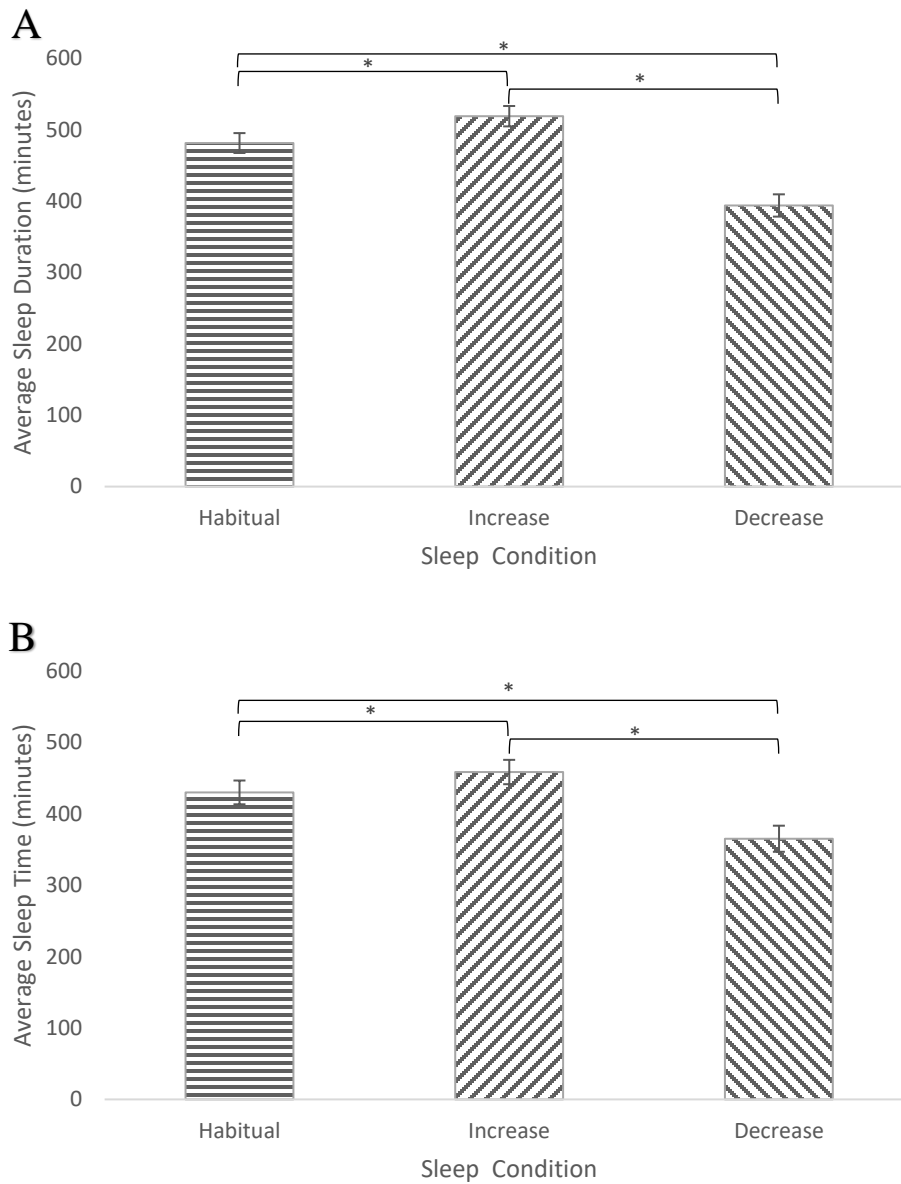 A
600
500
400
300
200
100
0
Average Sleep Duration (minutes)
*
*
*
Habitual Increase Decrease
Sleep Condition
B
600
500
400
300
200
100
0
Average Sleep Time (minutes)
*
*
*
Habitual Increase Decrease
Sleep Condition